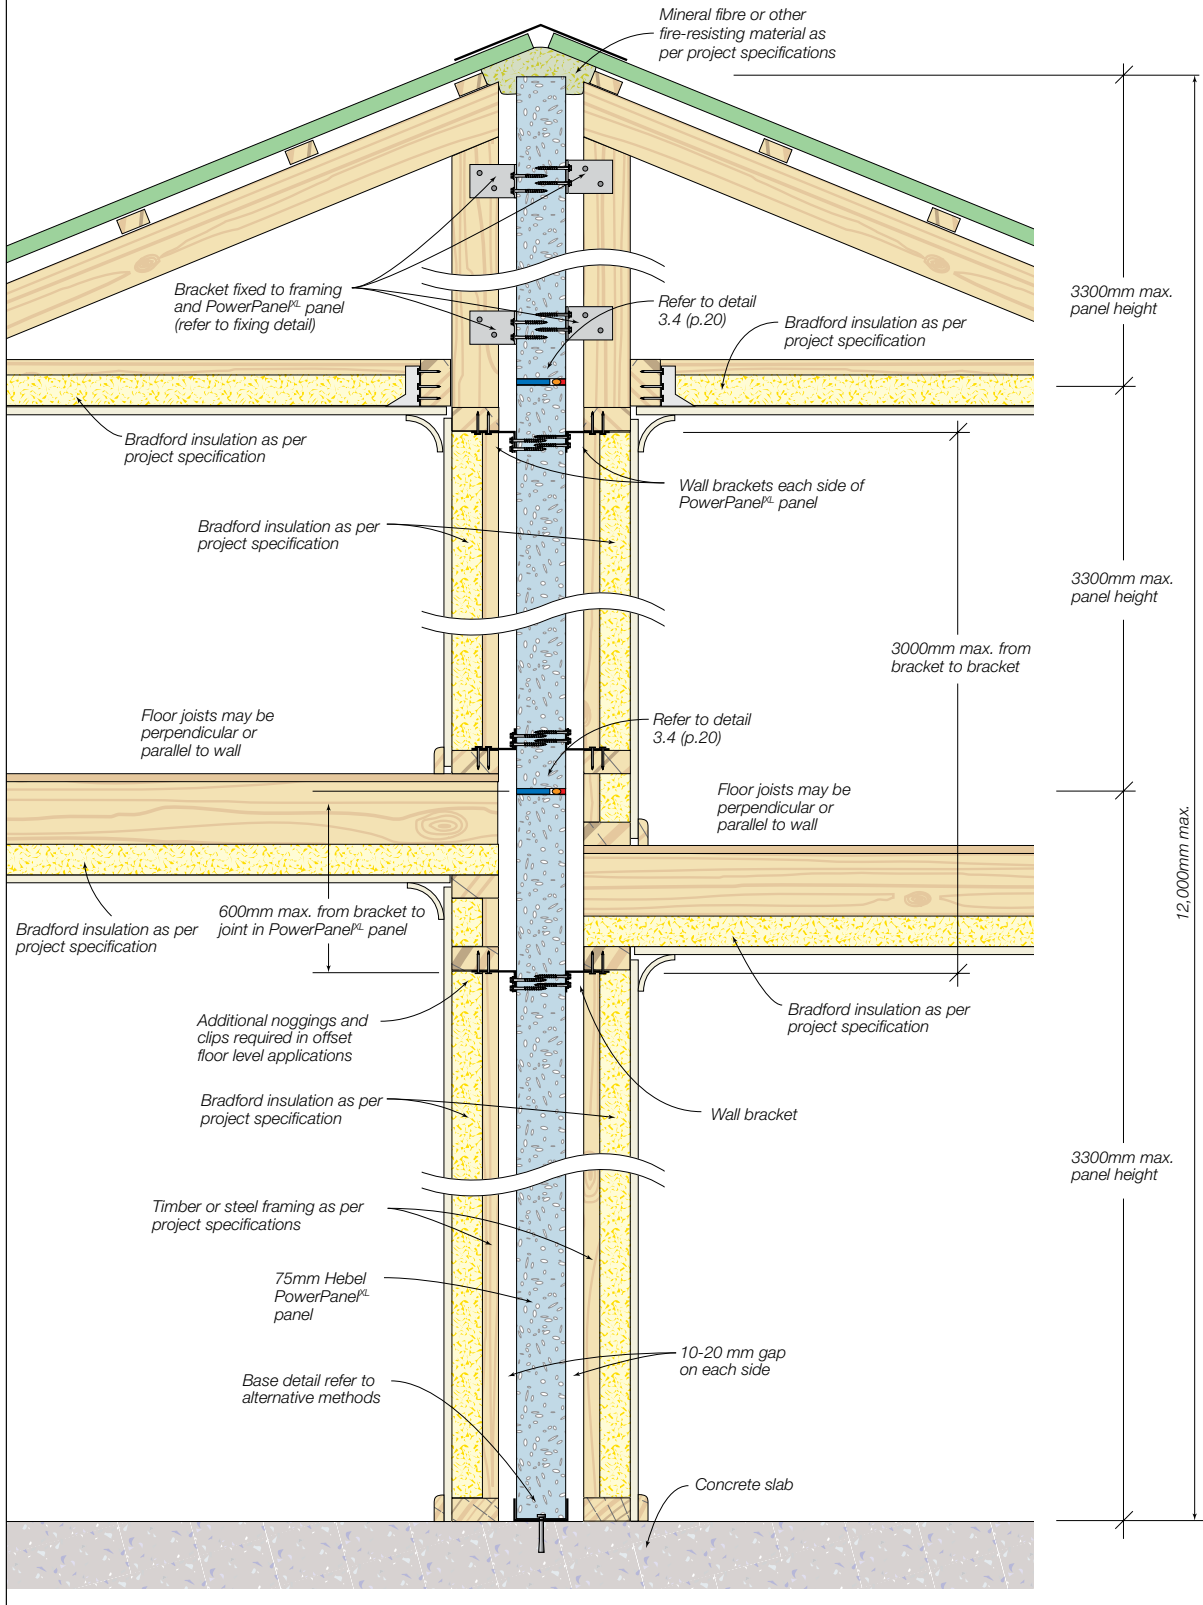 Mineral fibre or other
fire-resisting material as
per project specifications
Bracket fixed to framing
and PowerPanelXL panel
(refer to fixing detail)
Refer to detail
3.4 (p.20)
Bradford insulation as per
project specification
3300mm max.
panel height
Bradford insulation as per
project specification
Wall brackets each side of
PowerPanelXL panel
Bradford insulation as per
project specification
3300mm max.
panel height
3000mm max. from
bracket to bracket
Floor joists may be
perpendicular or
parallel to wall
Refer to detail
3.4 (p.20)
Floor joists may be
perpendicular or
parallel to wall
12,000mm max.
600mm max. from bracket to
joint in PowerPanelXL panel
Bradford insulation as per
project specification
Bradford insulation as per
project specification
Additional noggings and
clips required in offset
floor level applications
Bradford insulation as per
project specification
Wall bracket
3300mm max.
panel height
Timber or steel framing as per
project specifications
75mm Hebel
PowerPanelXL
panel
10-20 mm gap
on each side
Base detail refer to
alternative methods
Concrete slab